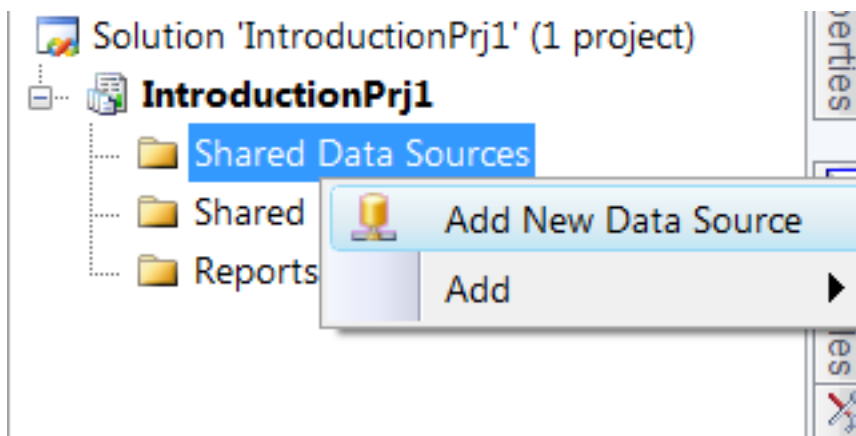 Solution 'IntroductionPrj1' (1 project)
IntroductionPrj1
Shared Data Sources
Shared
Reports
Add New Data Source
Add